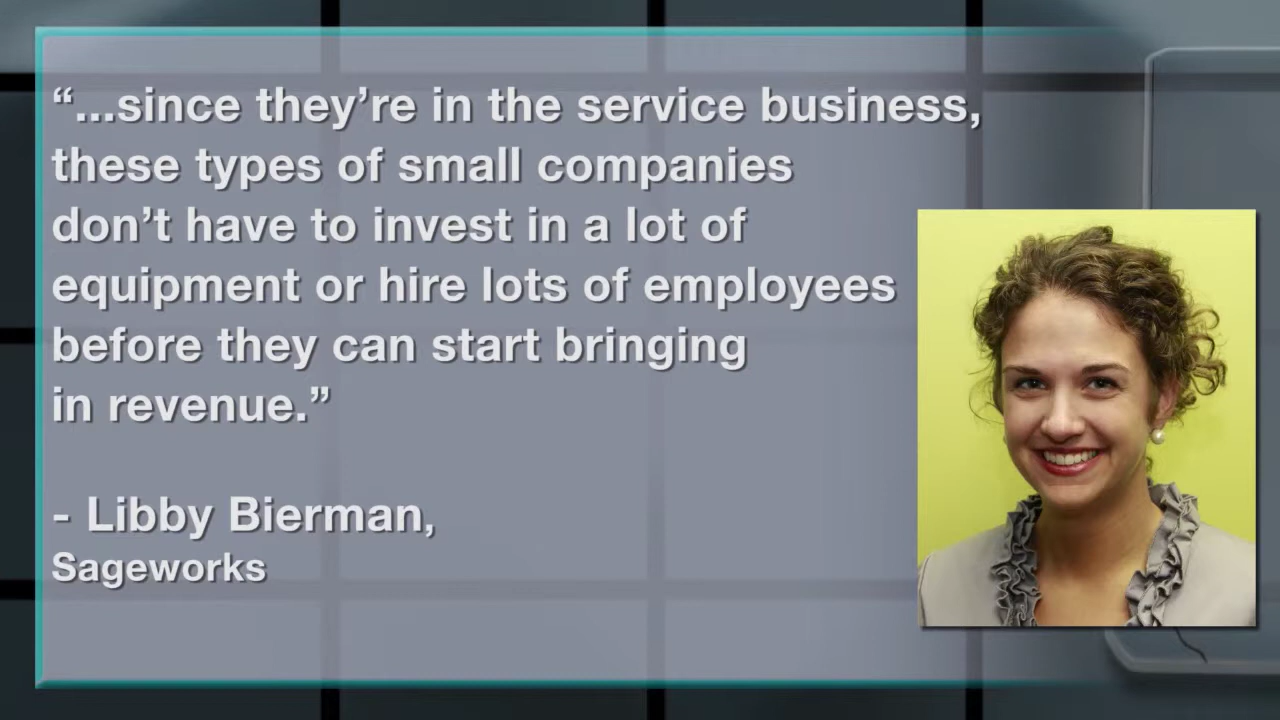 “...since they’re in the service business,
these types of small companies
don’t have to invest in a lot of
equipment or hire lots of employees
before they can start bringing
in revenue.”
- Libby Bierman,
Sageworks